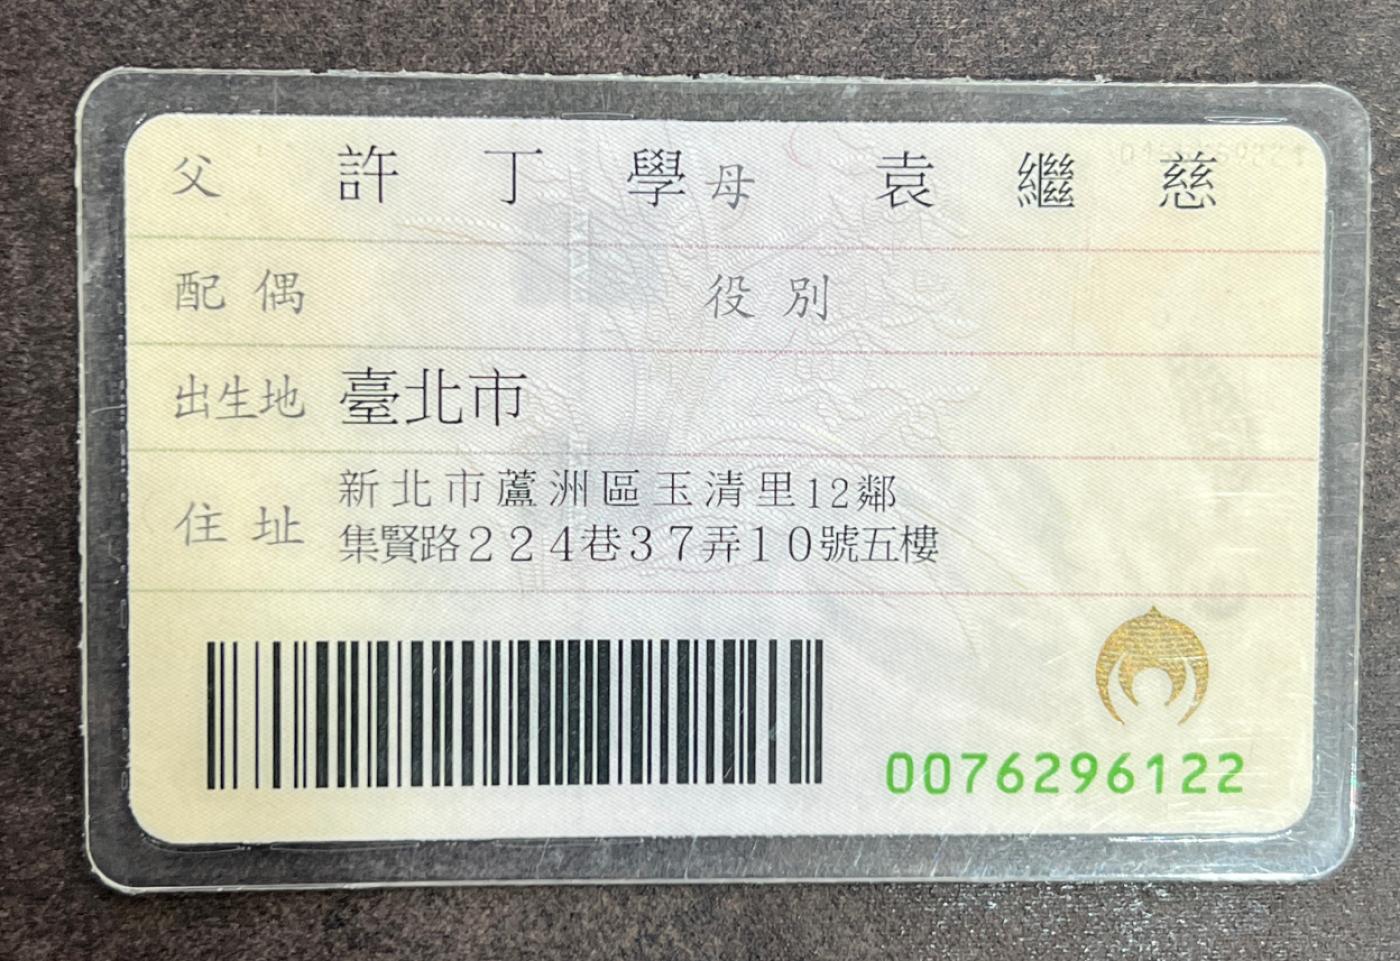 父 許丁學 母 袁繼慈
配偶 役別
出生地 臺北市
住址 新北市蘆洲區玉清里12鄰
集賢路224巷37弄10號五樓
0076296122